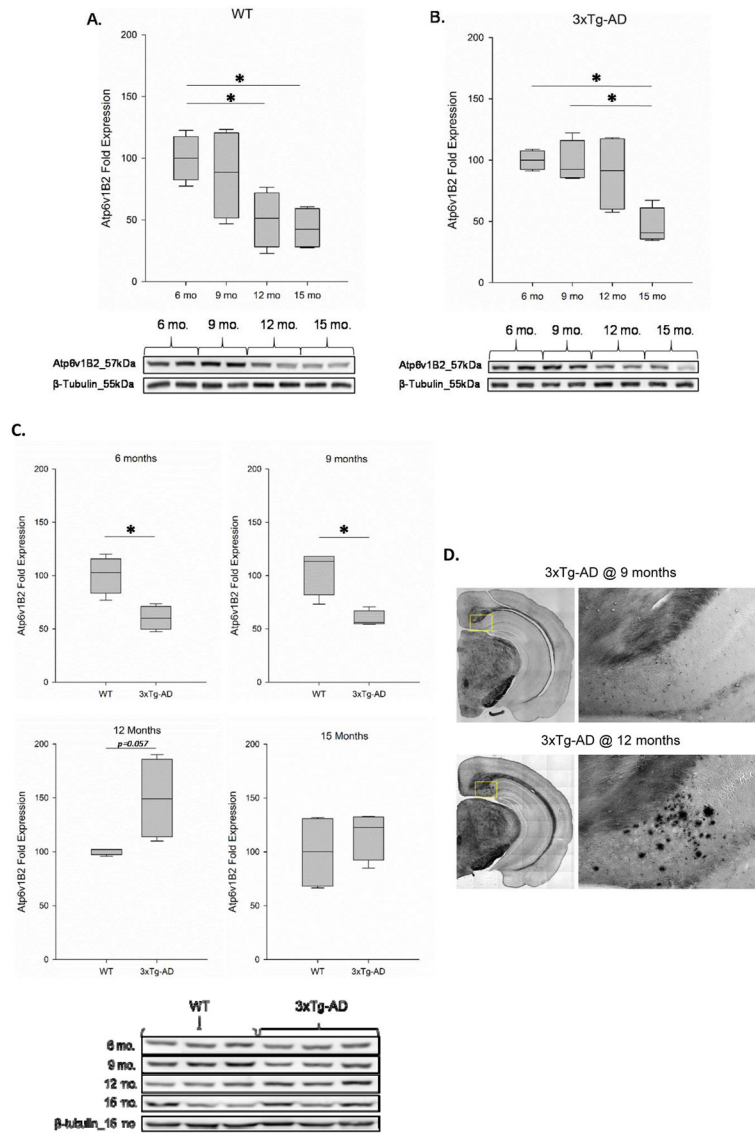 A.
WT
200
150
100
50
0
Atp6v1B2 Fold Expression
*
*
6 mo 9 mo 12 mo 15 mo
6 mo. 9 mo. 12 mo. 15 mo.
Atp6v1B2_57kDa
β-Tubulin_55kDa
B.
3xTg-AD
200
150
100
50
0
Atp6v1B2 Fold Expression
*
*
6 mo 9 mo 12 mo 15 mo
6 mo. 9 mo. 12 mo. 15 mo.
Atp6v1B2_57kDa
β-Tubulin_55kDa
C.
6 months
200
150
100
50
0
Atp6V1B2 Fold Expression
*
WT 3xTg-AD
9 months
200
150
100
50
0
Atp6V1B2 Fold Expression
*
WT 3xTg-AD
12 Months
p=0.057
200
150
100
50
0
Atp6V1B2 Fold Expression
WT 3xTg-AD
15 Months
200
150
100
50
0
Atp6V1B2 Fold Expression
WT 3xTg-AD
WT 3xTg-AD
6 mo.
9 mo.
12 mo.
15 mo.
β-tubulin_15 mo
D.
3xTg-AD @ 9 months
3xTg-AD @ 12 months